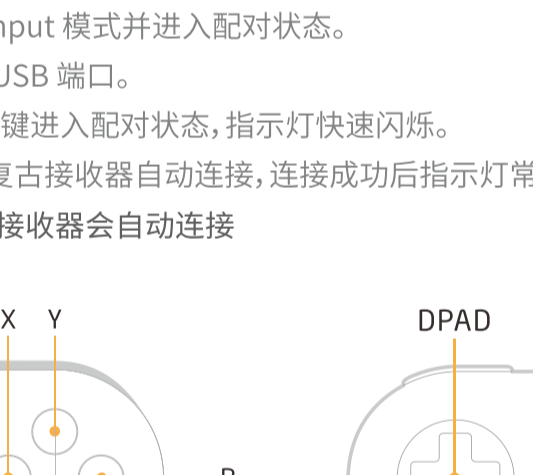 nput 模式并进入配对状态。
USB 端口。
键进入配对状态，指示灯快速闪烁。
复古接收器自动连接，连接成功后指示灯常
接收器会自动连接
X Y DPAD